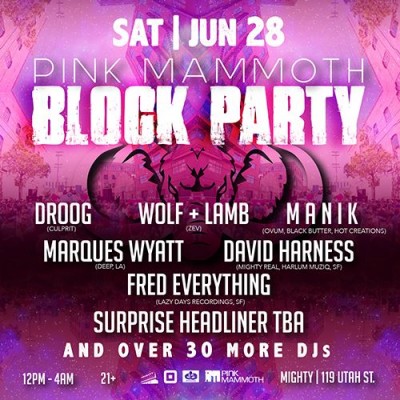 SAT | JUN 28
PINK MAMMOTH
BLOCK PARTY
DROOG WOLF + LAMB M A N I K
(CULPRIT) (ZEV) (OVUM, BLACK BUTTER, HOT CREATIONS)
MARQUES WYATT DAVID HARNESS
(DEEP, LA) (MIGHTY REAL, HARLUM MUZIQ, SF)
FRED EVERYTHING
(LAZY DAYS RECORDINGS, SF)
SURPRISE HEADLINER TBA
AND OVER 30 MORE DJs
12PM - 4AM 21+ PINK MAMMOTH MIGHTY | 119 UTAH ST.